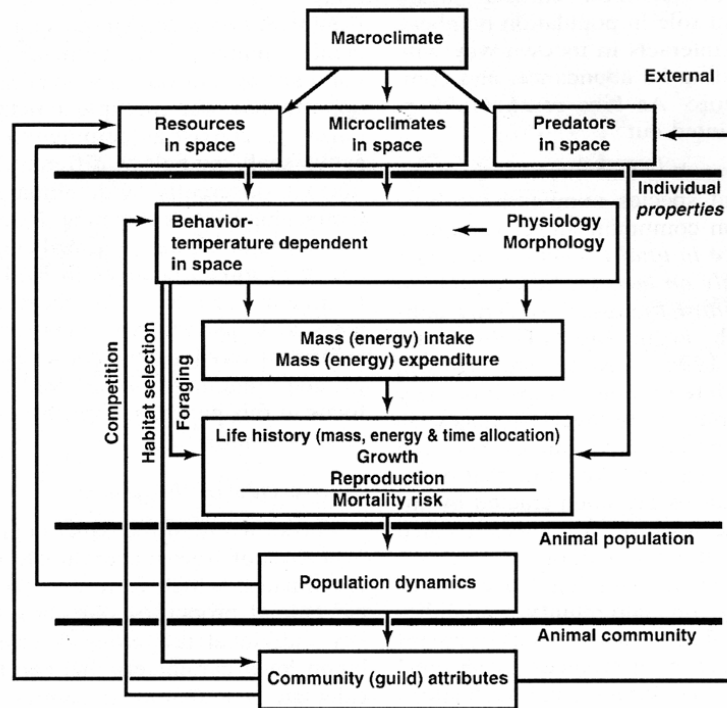 Macroclimate
External
Resources
in space
Microclimates
in space
Predators
in space
Individual
properties
Behavior-
temperature dependent
in space
Physiology
Morphology
Competition
Habitat selection
Foraging
Mass (energy) intake
Mass (energy) expenditure
Life history (mass, energy & time allocation)
Growth
Reproduction
Mortality risk
Animal population
Population dynamics
Animal community
Community (guild) attributes